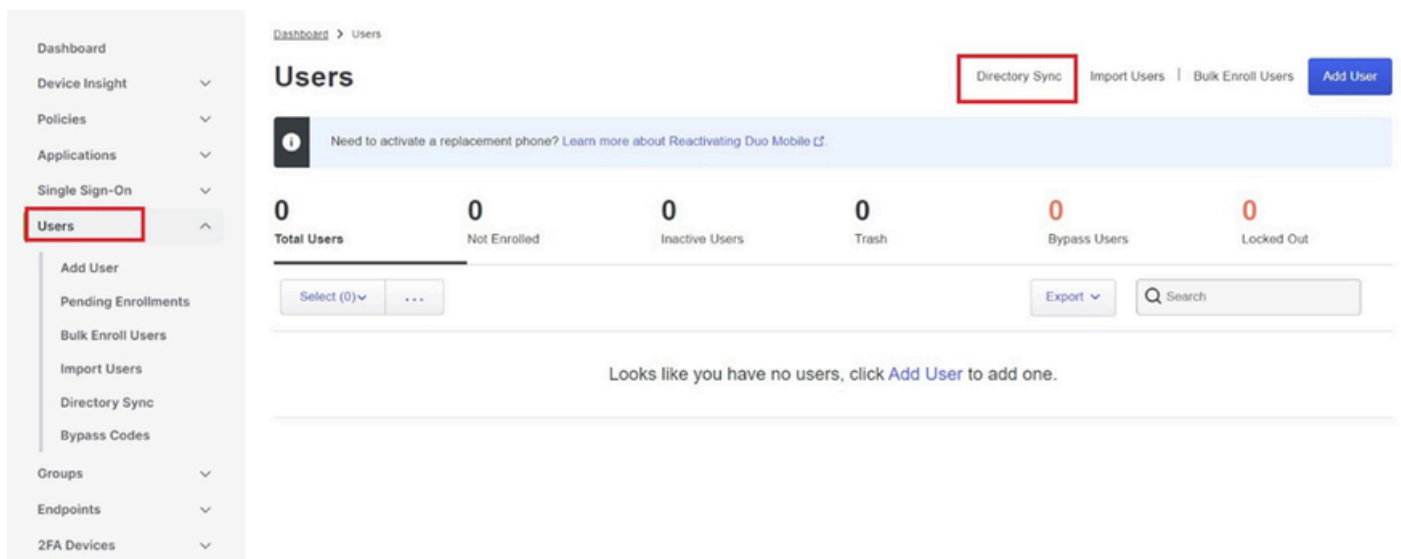 Dashboard
Device Insight
Policies
Applications
Single Sign-On
Users
Add User
Pending Enrollments
Bulk Enroll Users
Import Users
Directory Sync
Bypass Codes
Groups
Endpoints
2FA Devices
Dashboard > Users
Users
Directory Sync Import Users | Bulk Enroll Users Add User
Need to activate a replacement phone? Learn more about Reactivating Duo Mobile.
0 0 0 0 0 0
Total Users Not Enrolled Inactive Users Trash Bypass Users Locked Out
Select (0) ... Export Search
Looks like you have no users, click Add User to add one.